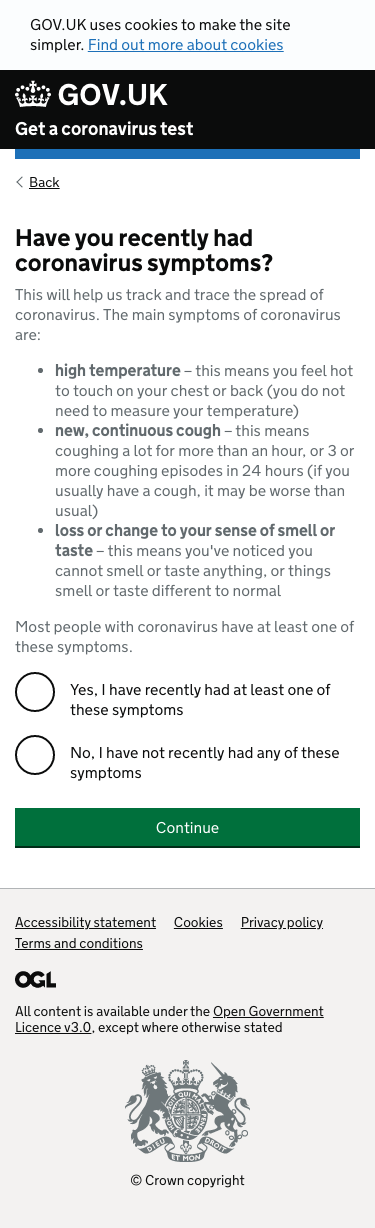 GOV.UK uses cookies to make the site
simpler. Find out more about cookies
GOV.UK
Get a coronavirus test
Back
Have you recently had
coronavirus symptoms?
This will help us track and trace the spread of
coronavirus. The main symptoms of coronavirus
are:
• high temperature – this means you feel hot
to touch on your chest or back (you do not
need to measure your temperature)
• new, continuous cough – this means
coughing a lot for more than an hour, or 3 or
more coughing episodes in 24 hours (if you
usually have a cough, it may be worse than
usual)
• loss or change to your sense of smell or
taste – this means you've noticed you
cannot smell or taste anything, or things
smell or taste different to normal
Most people with coronavirus have at least one of
these symptoms.
Yes, I have recently had at least one of
these symptoms
No, I have not recently had any of these
symptoms
Continue
Accessibility statement Cookies Privacy policy
Terms and conditions
OGL
All content is available under the Open Government
Licence v3.0, except where otherwise stated
DIEU ET MON DROIT
© Crown copyright